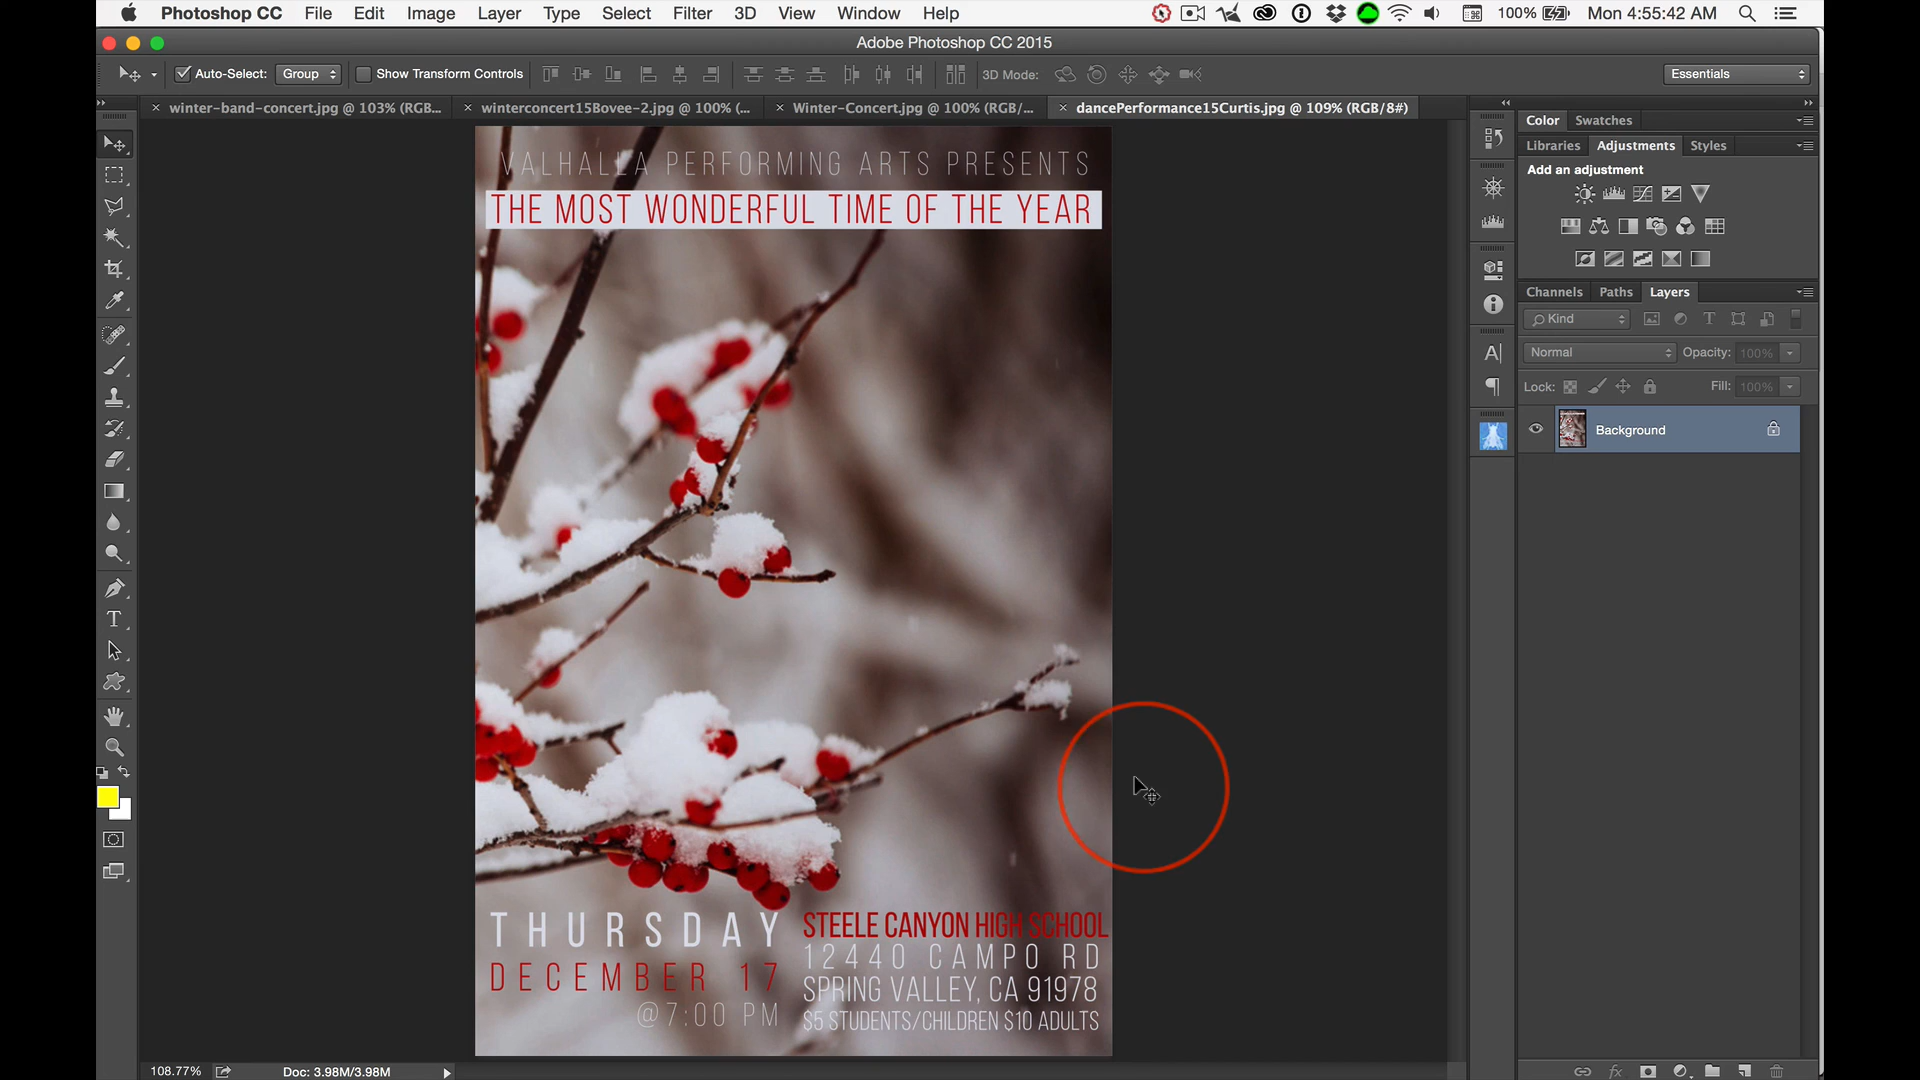 Photoshop CC File Edit Image Layer Type Select Filter 3D View Window Help 100% Mon 4:55:42 AM
Adobe Photoshop CC 2015
Auto-Select: Group Show Transform Controls 3D Mode: Essentials
winter-band-concert.jpg @ 103% (RGB... winterconcert15Bovee-2.jpg @ 100% (... Winter-Concert.jpg @ 100% (RGB/... dancePerformance15Curtis.jpg @ 109% (RGB/8#)
Color Swatches
Libraries Adjustments Styles
Add an adjustment
Channels Paths Layers
Kind
Normal Opacity: 100%
Lock: Fill: 100%
Background
VALHALLA PERFORMING ARTS PRESENTS
THE MOST WONDERFUL TIME OF THE YEAR
THURSDAY
DECEMBER 17
@7:00 PM
STEELE CANYON HIGH SCHOOL
12440 CAMPO RD
SPRING VALLEY, CA 91978
$5 STUDENTS/CHILDREN $10 ADULTS
108.77% Doc: 3.98M/3.98M